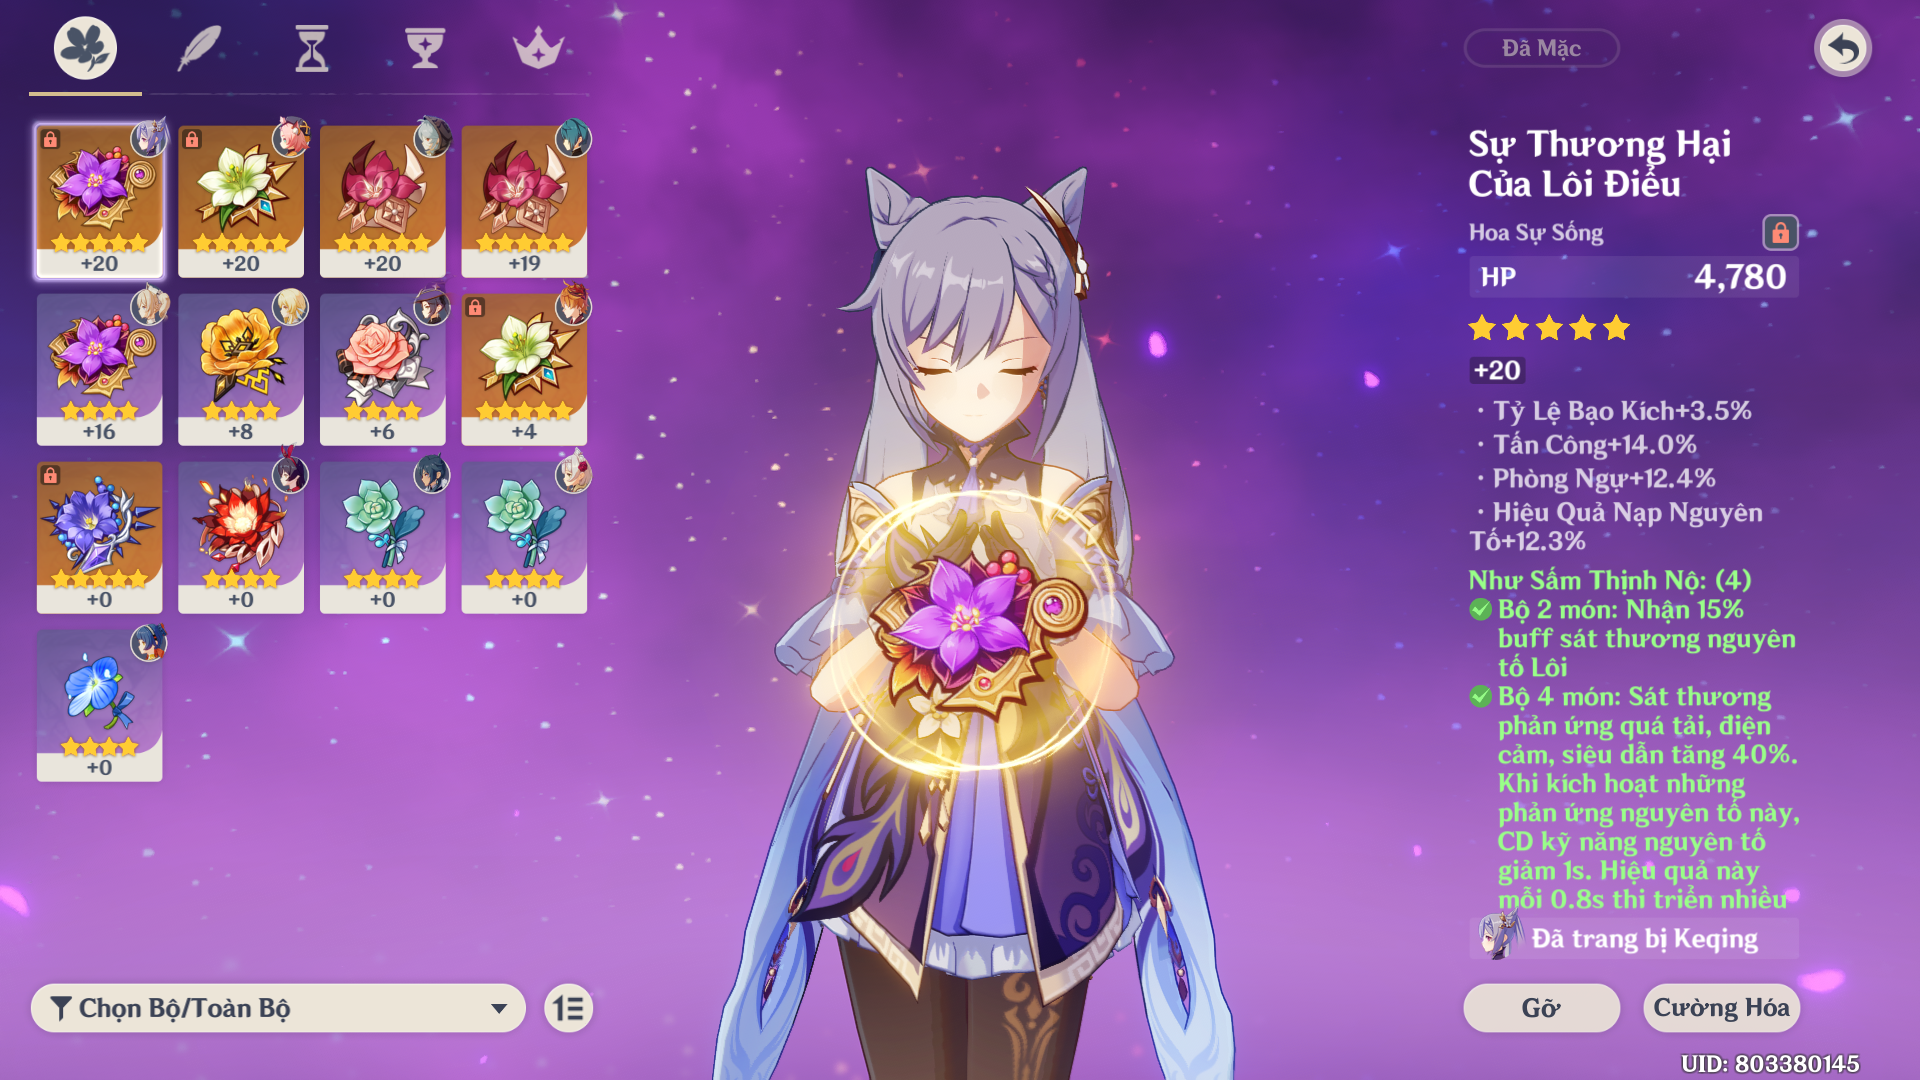 Đã Mặc
Sự Thương Hại
Của Lôi Điểu
Hoa Sự Sống
HP 4,780
+20
· Tỷ Lệ Bạo Kích+3.5%
· Tấn Công+14.0%
· Phòng Ngự+12.4%
· Hiệu Quả Nạp Nguyên
Tố+12.3%
Như Sấm Thịnh Nộ: (4)
Bộ 2 món: Nhận 15%
buff sát thương nguyên
tố Lôi
Bộ 4 món: Sát thương
phản ứng quá tải, điện
cảm, siêu dẫn tăng 40%.
Khi kích hoạt những
phản ứng nguyên tố này,
CD kỹ năng nguyên tố
giảm 1s. Hiệu quả này
mỗi 0.8s thi triển nhiều
Đã trang bị Keqing
Gỡ
Cường Hóa
UID: 803380145
+20
+20
+20
+19
+16
+8
+6
+4
+0
+0
+0
+0
+0
Chọn Bộ/Toàn Bộ